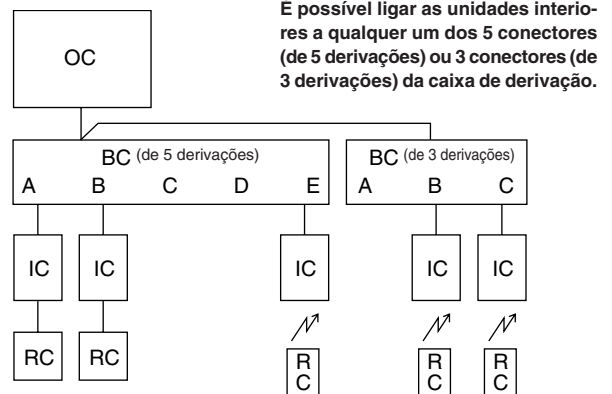 É possível ligar as unidades interio-
res a qualquer um dos 5 conectores
(de 5 derivações) ou 3 conectores (de
3 derivações) da caixa de derivação.
OC
BC (de 5 derivações)
A B C D E
BC (de 3 derivações)
A B C
IC IC IC IC IC
RC RC
R R R
C C C